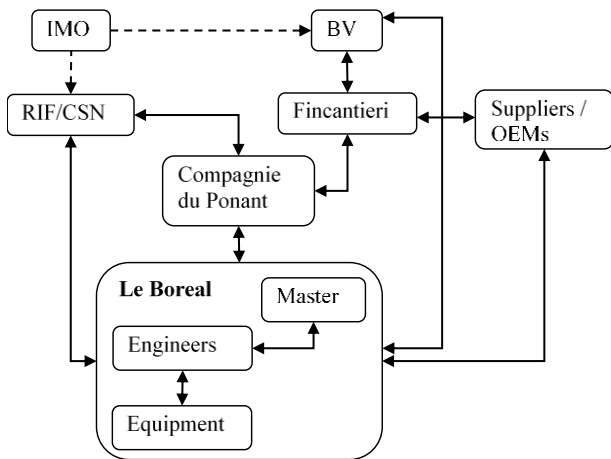 IMO
BV
RIF/CSN
Fincantieri
Suppliers /
OEMs
Compagnie
du Ponant
Le Boreal
Master
Engineers
Equipment